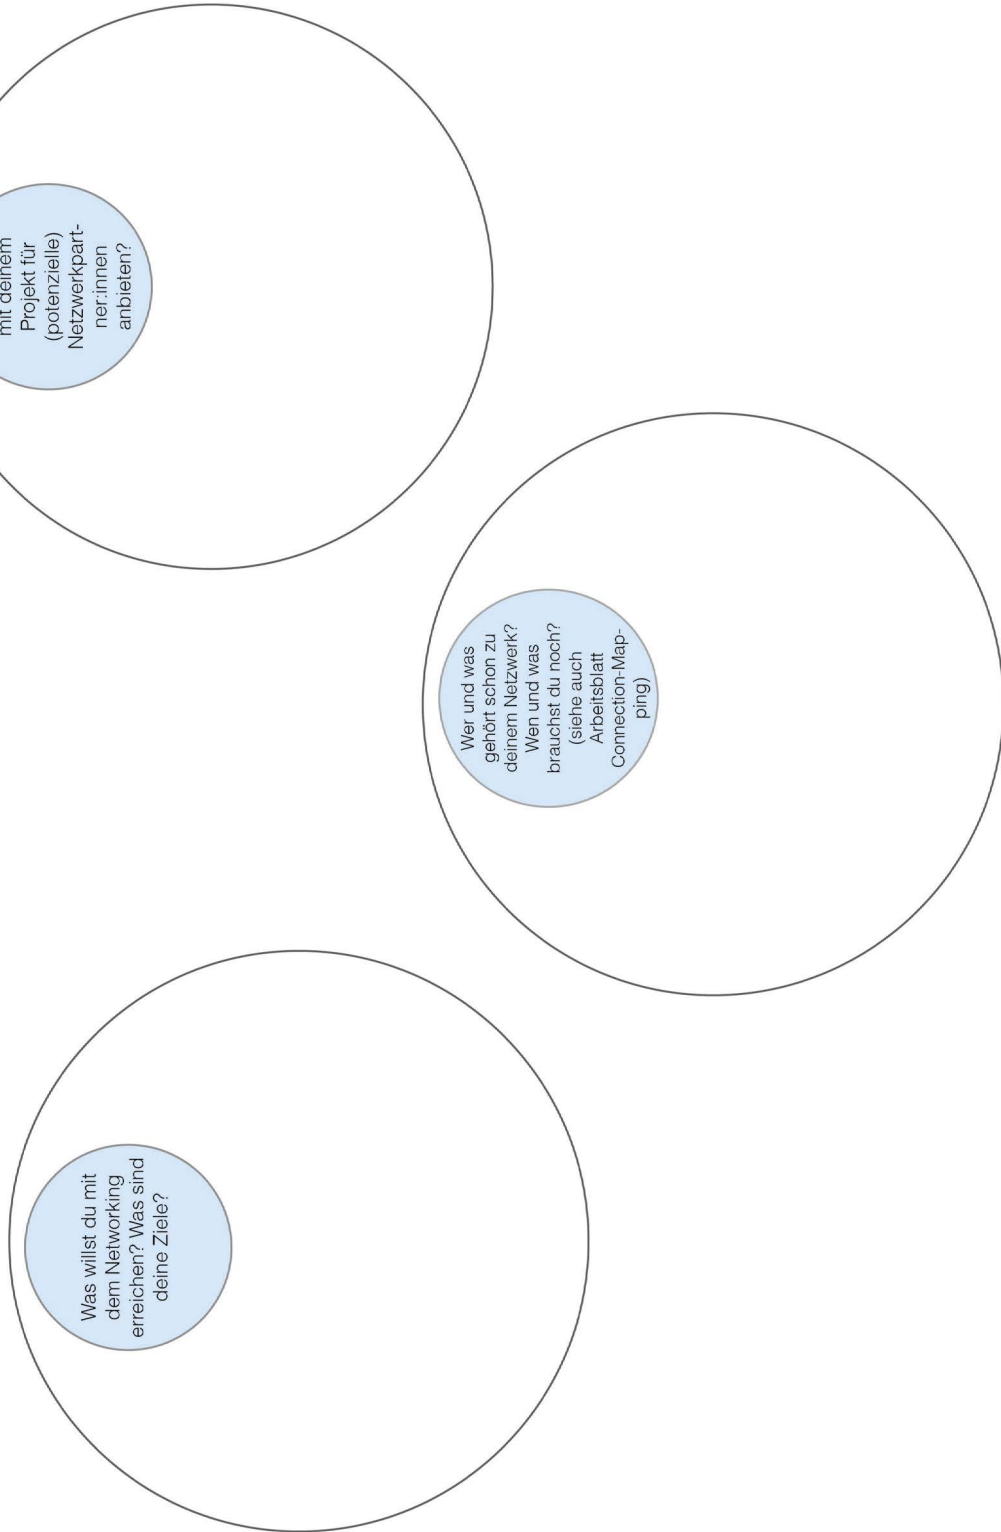 Was willst du mit
dem Networking
erreichen? Was sind
deine Ziele?
Wer und was
gehört schon zu
deinem Netzwerk?
Wen und was
brauchst du noch?
(siehe auch
Arbeitsblatt
Connection-Map-
ping)
mit deinem
Projekt für
(potenzielle)
Netzwerkpart-
ner:innen
anbieten?